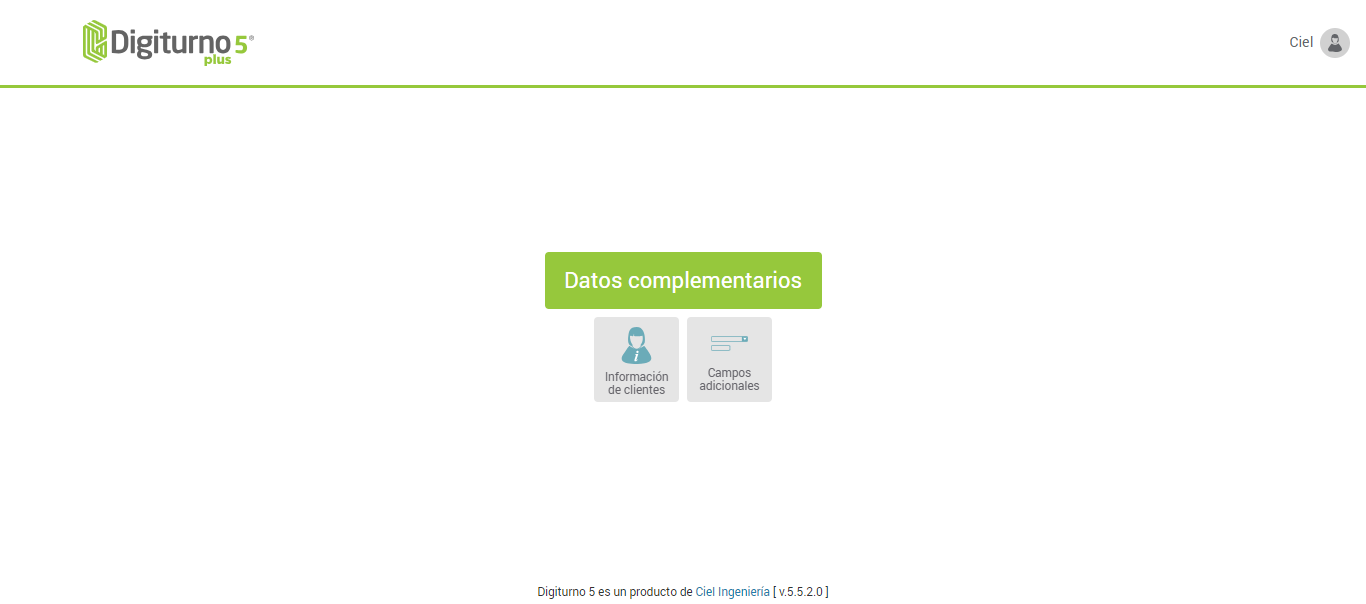 Digiturno 5®
plus
Ciel
Datos complementarios
i
Información
de clientes
Campos
adicionales
Digiturno 5 es un producto de Ciel Ingeniería [ v.5.5.2.0 ]